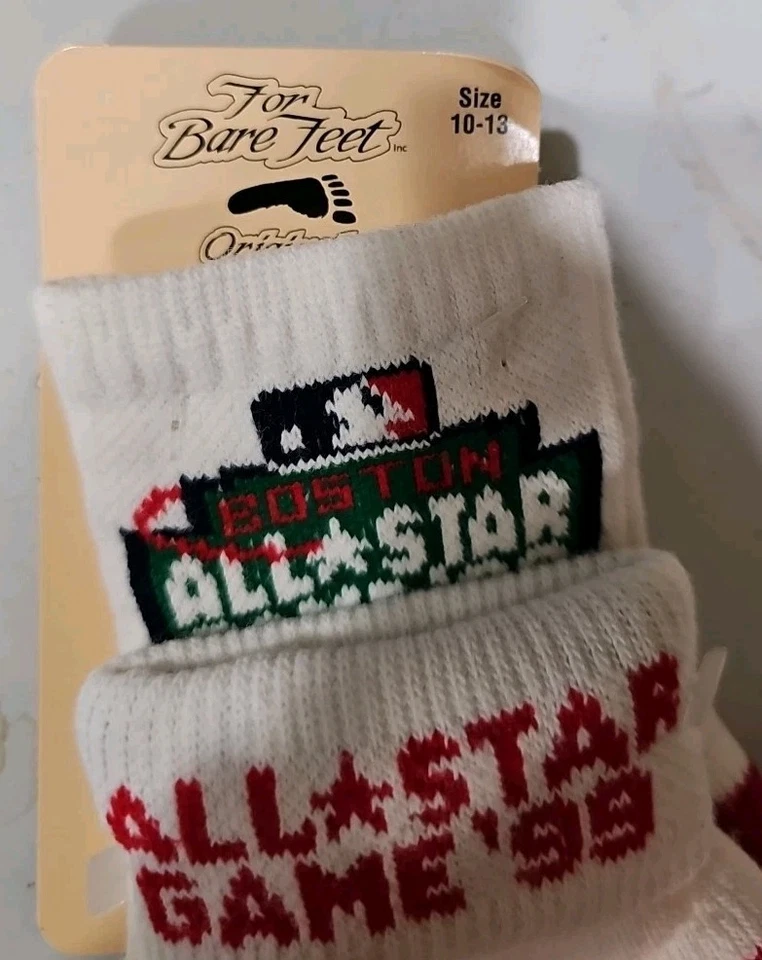 For
Bare Feet Inc
Size
10-13
BOSTON
ALL★STAR
ALL★STAR
GAME '99